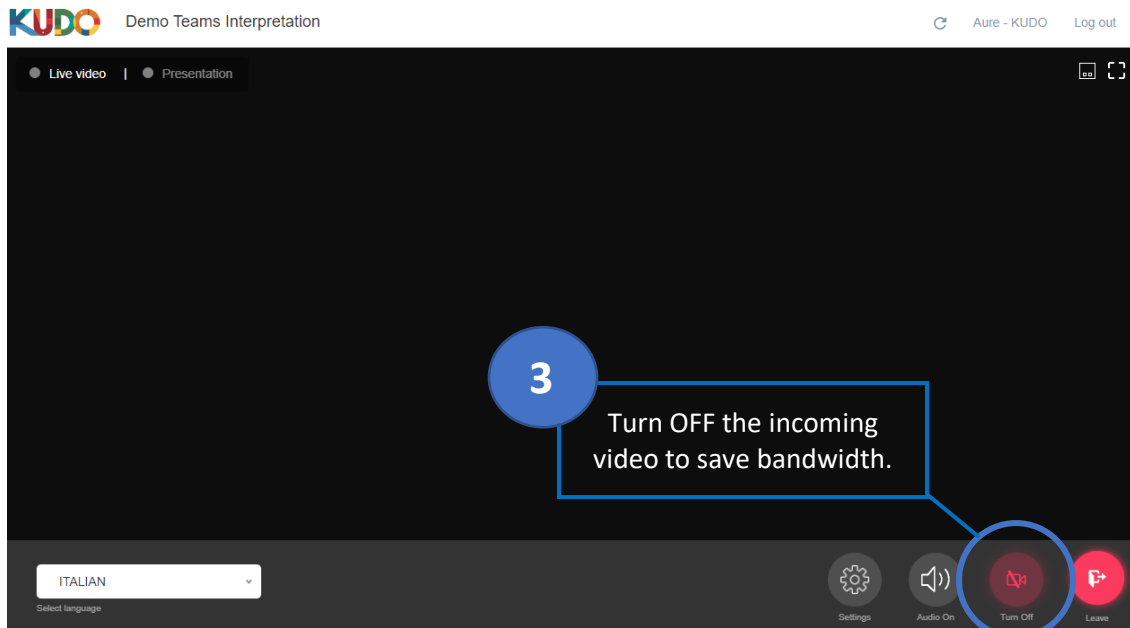 KUDO
Demo Teams Interpretation
Aure - KUDO
Log out
Live video | Presentation
3
Turn OFF the incoming
video to save bandwidth.
ITALIAN
Select language
Settings
Audio On
Turn Off
Leave